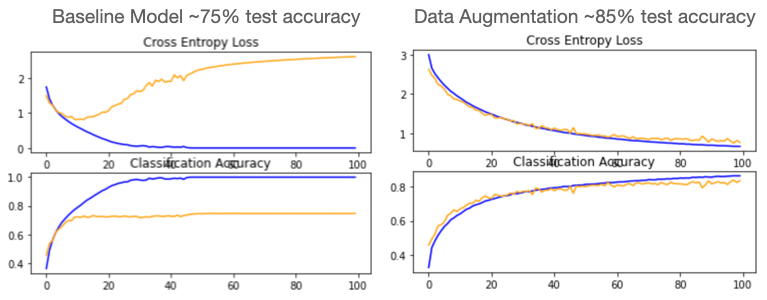 Baseline Model ~75% test accuracy
Cross Entropy Loss
2
1
0
0 20 40 60 80 100
Classification Accuracy
1.0
0.8
0.6
0.4
0 20 40 60 80 100
Data Augmentation ~85% test accuracy
Cross Entropy Loss
3
2
1
0 20 40 60 80 100
Classification Accuracy
0.8
0.6
0.4
0 20 40 60 80 100